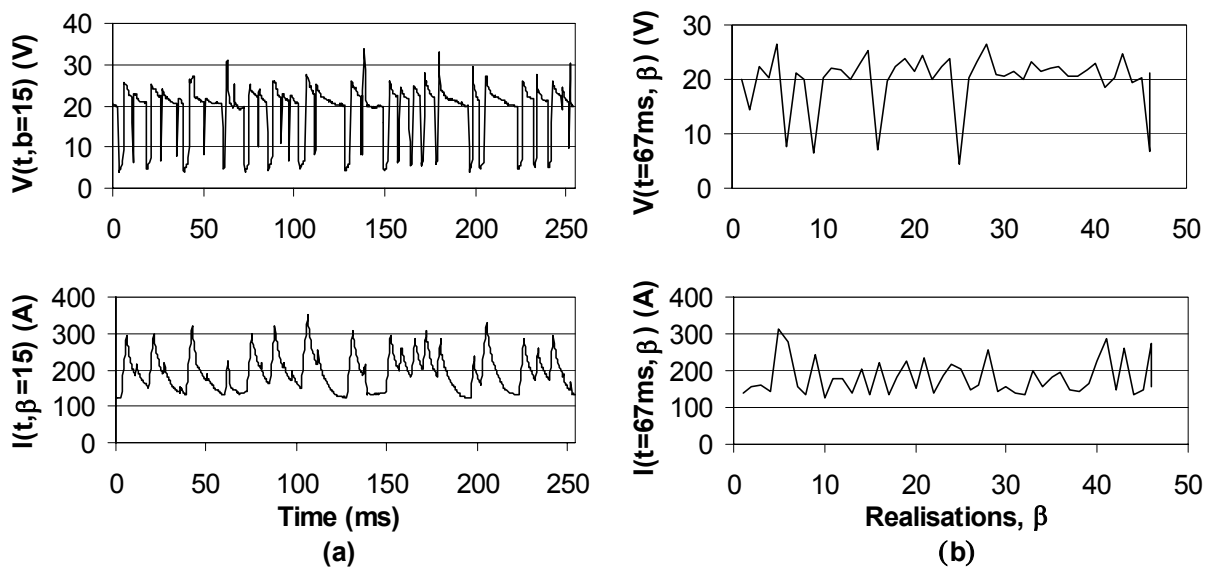 V(t,b=15) (V)
40
30
20
10
0
0 50 100 150 200 250
I(t,β=15) (A)
400
300
200
100
0
0 50 100 150 200 250
Time (ms)
(a)
V(t=67ms, β) (V)
30
20
10
0
0 10 20 30 40 50
I(t=67ms, β) (A)
400
300
200
100
0
0 10 20 30 40 50
Realisations, β
(b)